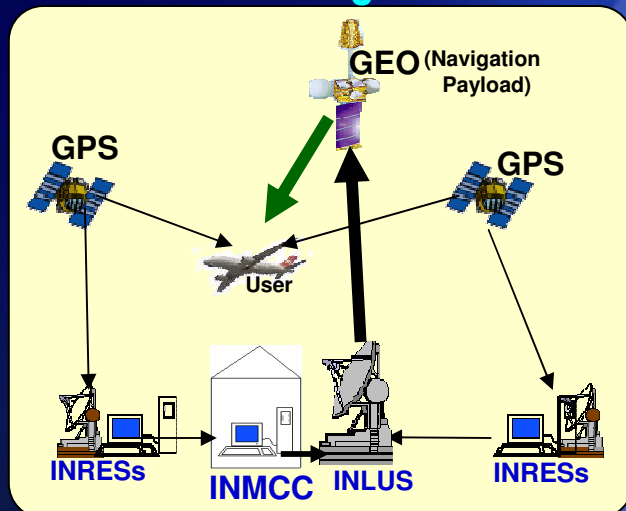 GEO (Navigation
Payload)
GPS
GPS
User
INRESs
INMCC
INLUS
INRESs